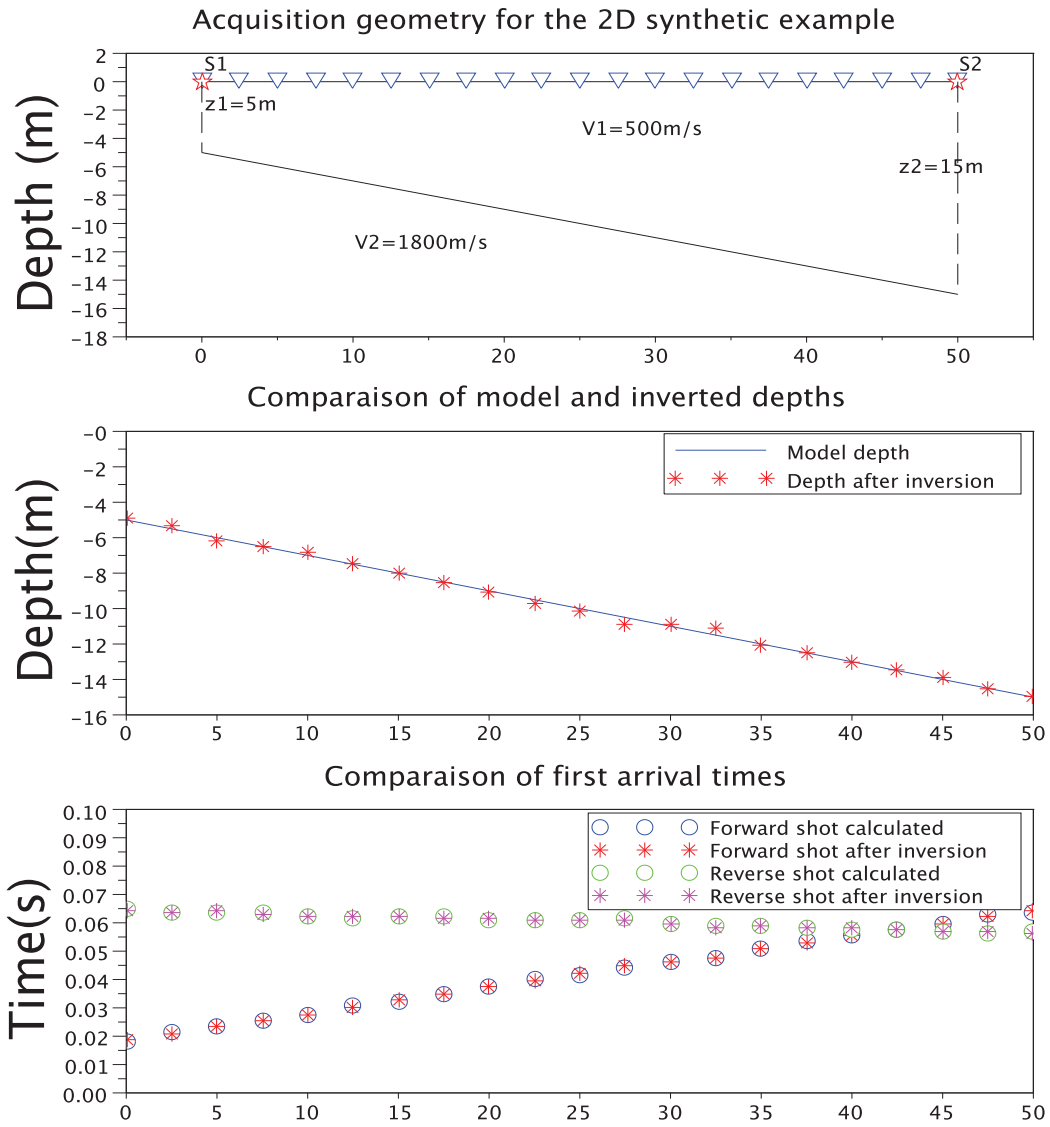 Acquisition geometry for the 2D synthetic example
Depth (m)
2
0
−2
−4
−6
−8
−10
−12
−14
−16
−18
S1
S2
z1=5m
V1=500m/s
z2=15m
V2=1800m/s
0 10 20 30 40 50
Comparaison of model and inverted depths
Depth(m)
−0
−2
−4
−6
−8
−10
−12
−14
−16
Model depth
Depth after inversion
0 5 10 15 20 25 30 35 40 45 50
Comparaison of first arrival times
Time(s)
0.10
0.09
0.08
0.07
0.06
0.05
0.04
0.03
0.02
0.01
0.00
Forward shot calculated
Forward shot after inversion
Reverse shot calculated
Reverse shot after inversion
0 5 10 15 20 25 30 35 40 45 50